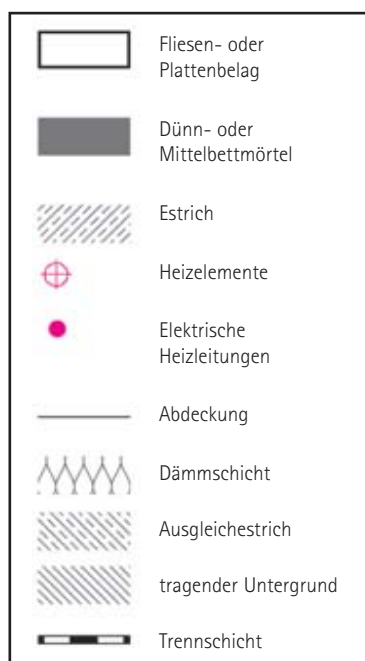 Fliesen- oder
Plattenbelag
Dünn- oder
Mittelbettmörtel
Estrich
Heizelemente
Elektrische
Heizleitungen
Abdeckung
Dämmschicht
Ausgleichestrich
tragender Untergrund
Trennschicht